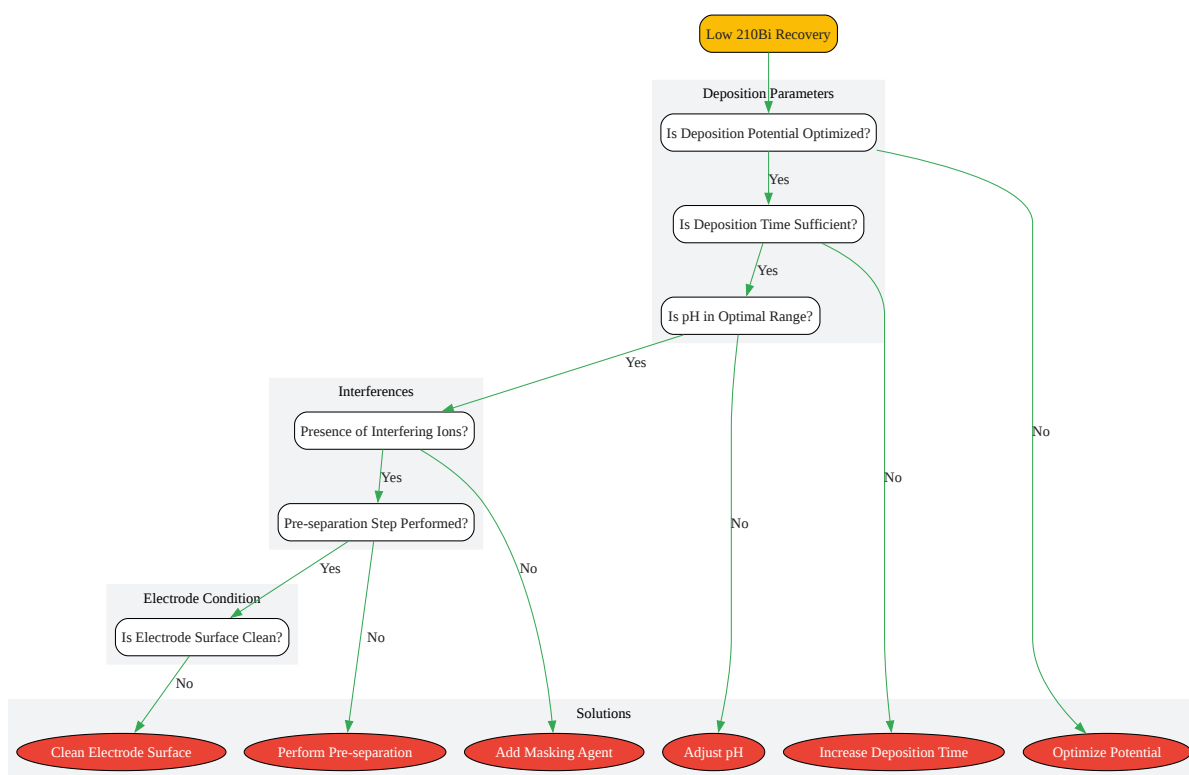 Low 210Bi Recovery
Deposition Parameters
Is Deposition Potential Optimized?
Yes
Is Deposition Time Sufficient?
Yes
Is pH in Optimal Range?
Yes
Interferences
Presence of Interfering Ions?
No
Yes
No
No
Pre-separation Step Performed?
No
Yes
No
Electrode Condition
Is Electrode Surface Clean?
No
Solutions
Clean Electrode Surface
Perform Pre-separation
Add Masking Agent
Adjust pH
Increase Deposition Time
Optimize Potential